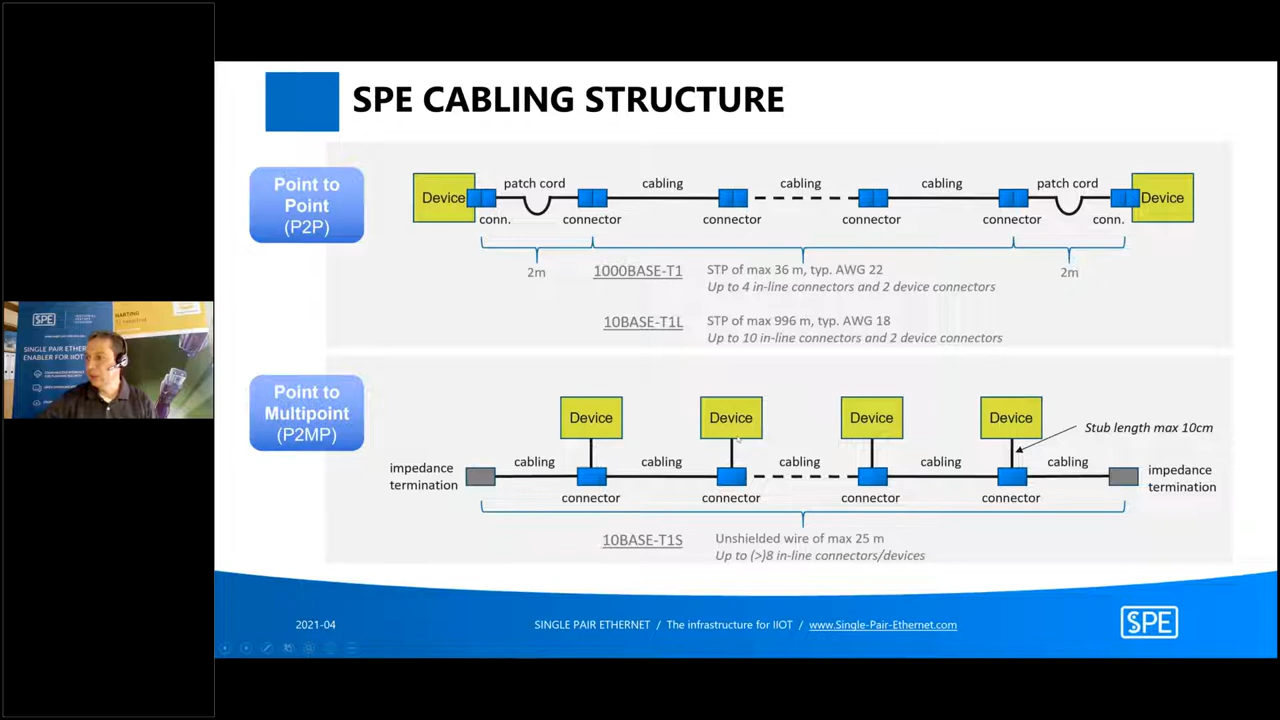 SPE CABLING STRUCTURE
Point to
Point
(P2P)
Device
patch cord
cabling
cabling
cabling
patch cord
Device
conn.
connector
connector
connector
connector
conn.
2m
1000BASE-T1
STP of max 36 m, typ. AWG 22
2m
Up to 4 in-line connectors and 2 device connectors
10BASE-T1L
STP of max 996 m, typ. AWG 18
Up to 10 in-line connectors and 2 device connectors
Point to
Multipoint
(P2MP)
Device
Device
Device
Device
Stub length max 10cm
impedance
termination
cabling
cabling
cabling
cabling
cabling
impedance
termination
connector
connector
connector
connector
10BASE-T1S
Unshielded wire of max 25 m
Up to (>)8 in-line connectors/devices
2021-04
SINGLE PAIR ETHERNET / The infrastructure for IIOT / www.Single-Pair-Ethernet.com
SPE
SPE
HARTING
SINGLE PAIR ETHER
ENABLER FOR IIOT